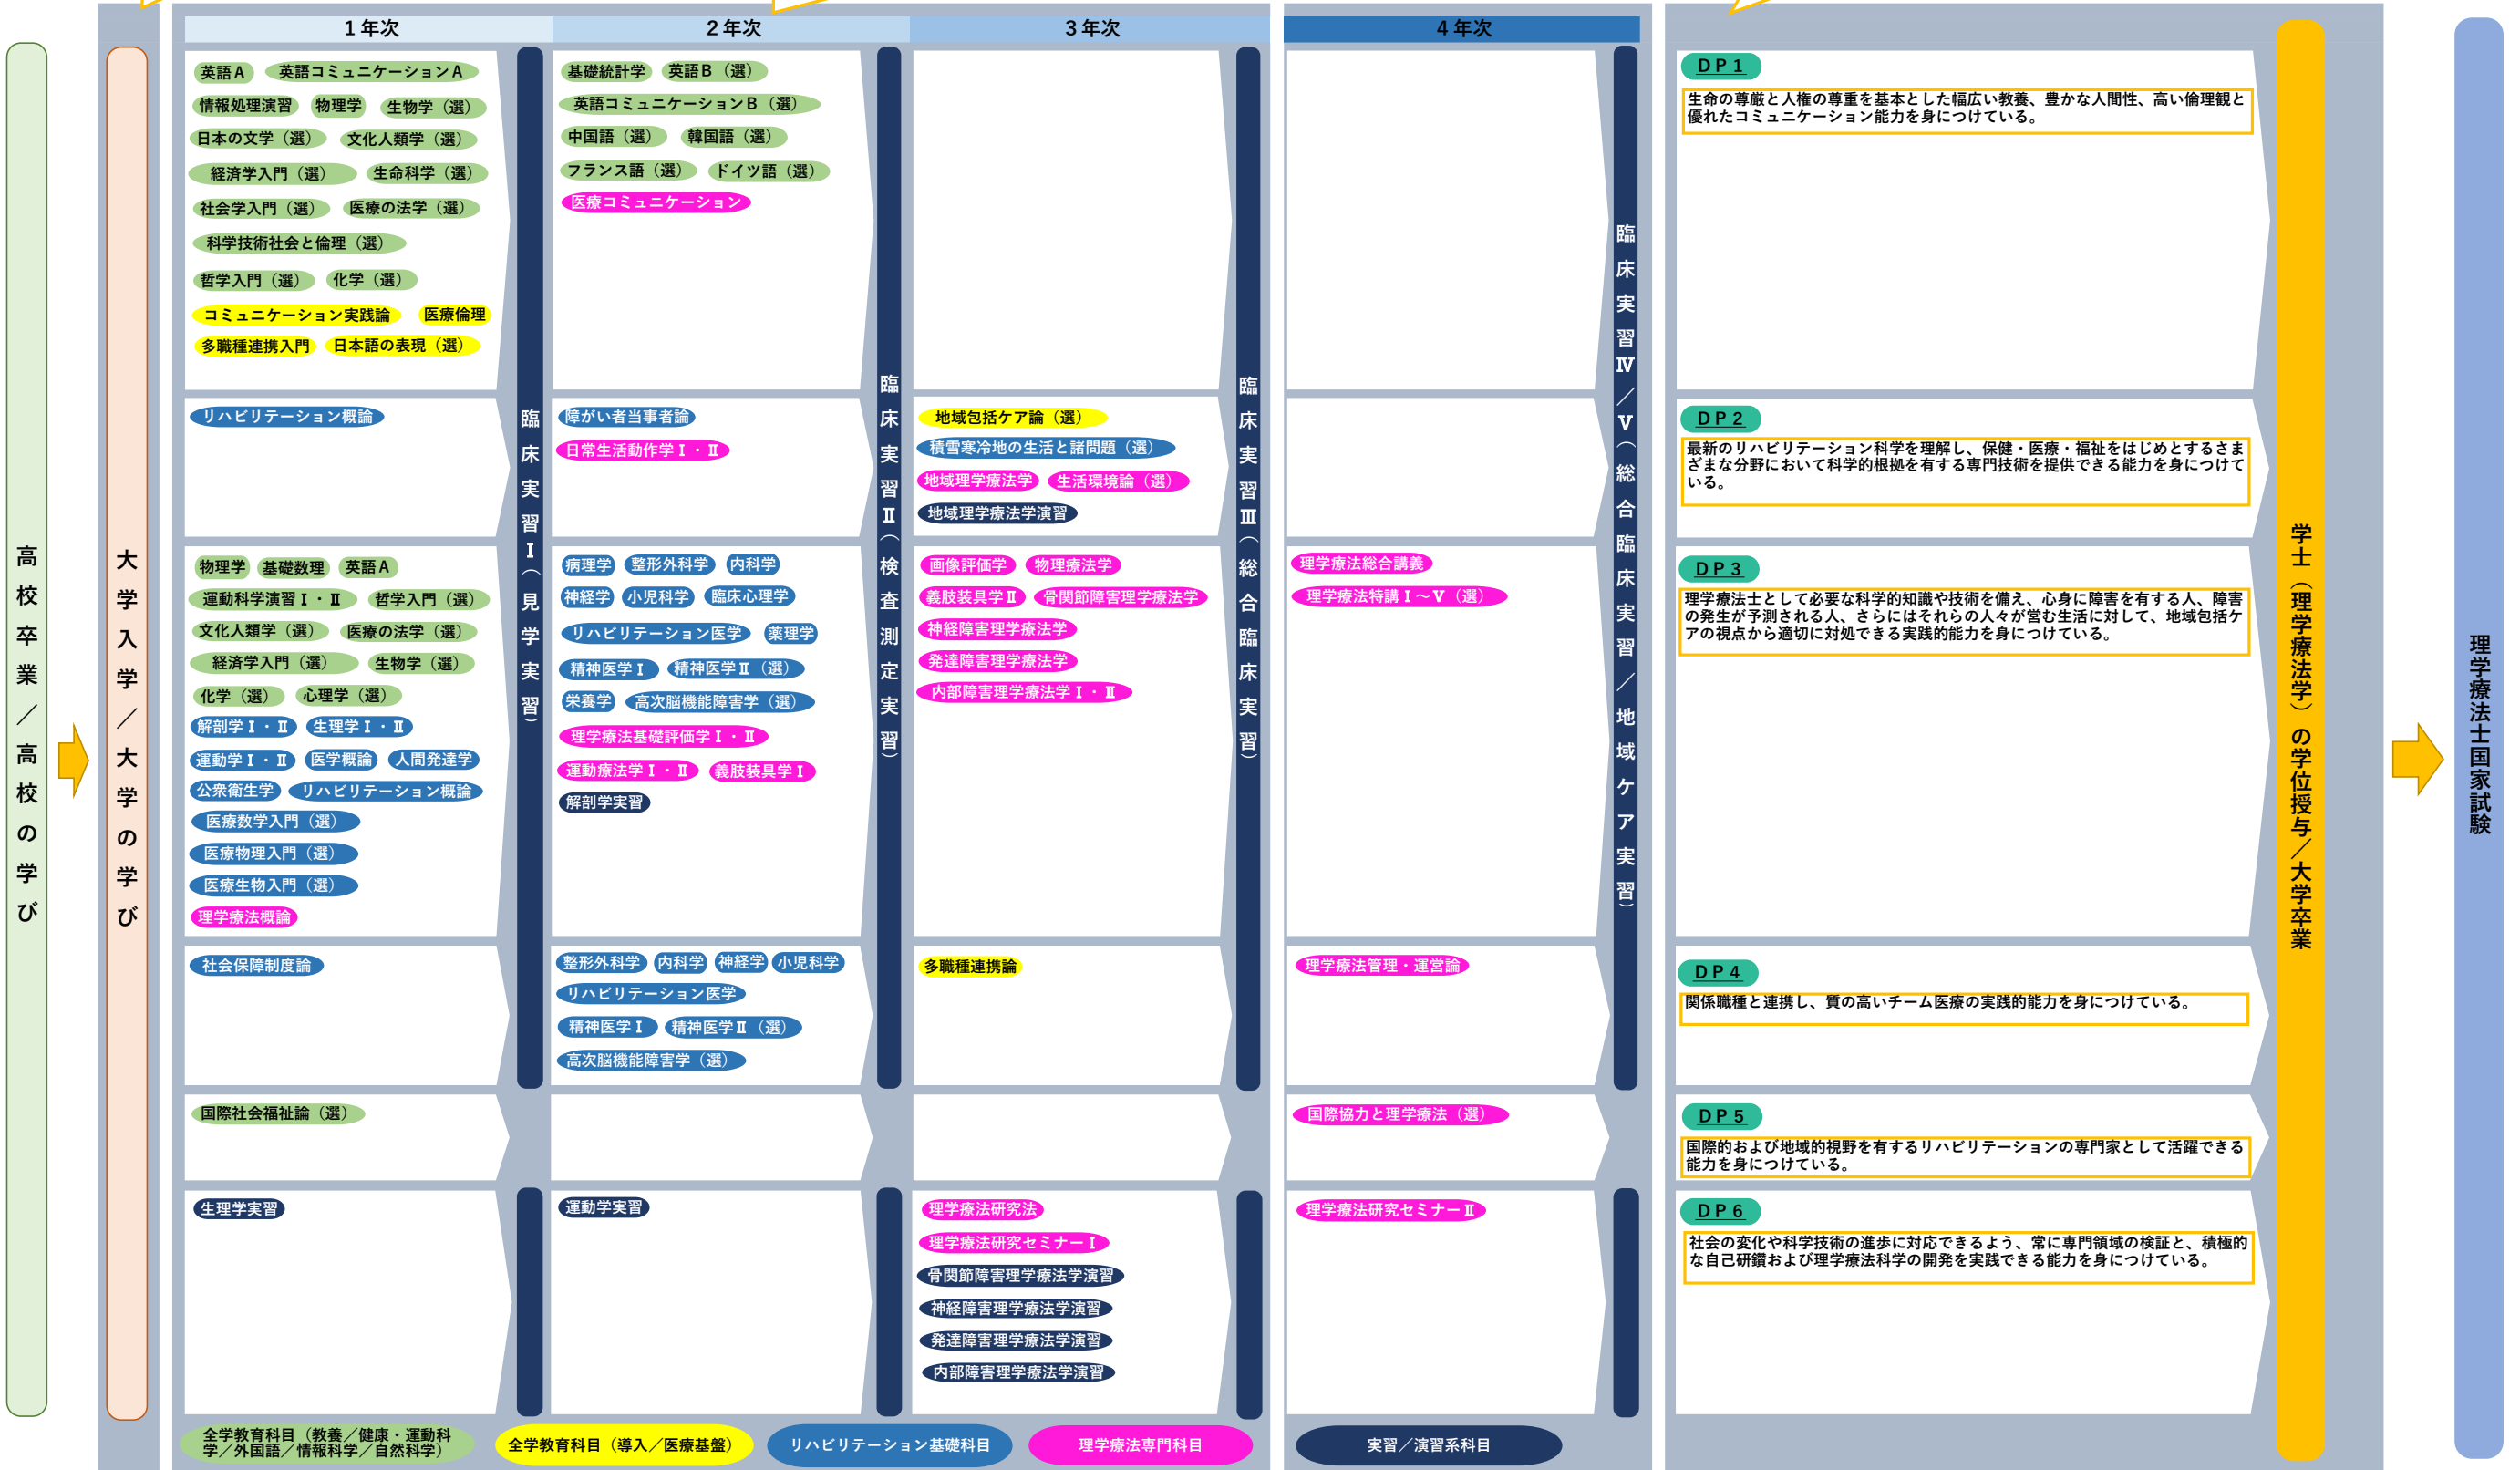 1年次
2年次
3年次
4年次
高校卒業／高校の学び
大学入学／大学の学び
英語A 英語コミュニケーションA
情報処理演習 物理学 生物学（選）
日本の文学（選） 文化人類学（選）
経済学入門（選） 生命科学（選）
社会学入門（選） 医療の法学（選）
科学技術社会と倫理（選）
哲学入門（選） 化学（選）
コミュニケーション実践論 医療倫理
多職種連携入門 日本語の表現（選）
基礎統計学 英語B（選）
英語コミュニケーションB（選）
中国語（選） 韓国語（選）
フランス語（選） ドイツ語（選）
医療コミュニケーション
DP1
生命の尊厳と人権の尊重を基本とした幅広い教養、豊かな人間性、高い倫理観と
優れたコミュニケーション能力を身につけている。
リハビリテーション概論
障がい者当事者論
日常生活動作学Ⅰ・Ⅱ
地域包括ケア論（選）
積雪寒冷地の生活と諸問題（選）
地域理学療法学 生活環境論（選）
地域理学療法学演習
DP2
最新のリハビリテーション科学を理解し、保健・医療・福祉をはじめとするさま
ざまな分野において科学的根拠を有する専門技術を提供できる能力を身につけて
いる。
物理学 基礎数理 英語A
運動科学演習Ⅰ・Ⅱ 哲学入門（選）
文化人類学（選） 医療の法学（選）
経済学入門（選） 生物学（選）
化学（選） 心理学（選）
解剖学Ⅰ・Ⅱ 生理学Ⅰ・Ⅱ
運動学Ⅰ・Ⅱ 医学概論 人間発達学
公衆衛生学 リハビリテーション概論
医療数学入門（選）
医療物理入門（選）
医療生物入門（選）
理学療法概論
病理学 整形外科学 内科学
神経学 小児科学 臨床心理学
リハビリテーション医学 薬理学
精神医学Ⅰ 精神医学Ⅱ（選）
栄養学 高次脳機能障害学（選）
理学療法基礎評価学Ⅰ・Ⅱ
運動療法学Ⅰ・Ⅱ 義肢装具学Ⅰ
解剖学実習
画像評価学 物理療法学
義肢装具学Ⅱ 骨関節障害理学療法学
神経障害理学療法学
発達障害理学療法学
内部障害理学療法学Ⅰ・Ⅱ
理学療法総合講義
理学療法特講Ⅰ～Ⅴ（選）
DP3
理学療法士として必要な科学的知識や技術を備え、心身に障害を有する人、障害
の発生が予測される人、さらにはそれらの人々が営む生活に対して、地域包括ケ
アの視点から適切に対処できる実践的能力を身につけている。
社会保障制度論
整形外科学 内科学 神経学 小児科学
リハビリテーション医学
精神医学Ⅰ 精神医学Ⅱ（選）
高次脳機能障害学（選）
多職種連携論
理学療法管理・運営論
DP4
関係職種と連携し、質の高いチーム医療の実践的能力を身につけている。
国際社会福祉論（選）
国際協力と理学療法（選）
DP5
国際的および地域的視野を有するリハビリテーションの専門家として活躍できる
能力を身につけている。
生理学実習
運動学実習
理学療法研究法
理学療法研究セミナーⅠ
骨関節障害理学療法学演習
神経障害理学療法学演習
発達障害理学療法学演習
内部障害理学療法学演習
理学療法研究セミナーⅡ
DP6
社会の変化や科学技術の進歩に対応できるよう、常に専門領域の検証と、積極的
な自己研鑽および理学療法科学の開発を実践できる能力を身につけている。
臨床実習Ⅰ（見学実習）
臨床実習Ⅱ（検査測定実習）
臨床実習Ⅲ（総合臨床実習）
臨床実習Ⅳ／Ⅴ（総合臨床実習／地域ケア実習）
学士（理学療法学）の学位授与／大学卒業
理学療法士国家試験
全学教育科目（教養／健康・運動科
学／外国語／情報科学／自然科学）
全学教育科目（導入／医療基盤）
リハビリテーション基礎科目
理学療法専門科目
実習／演習系科目